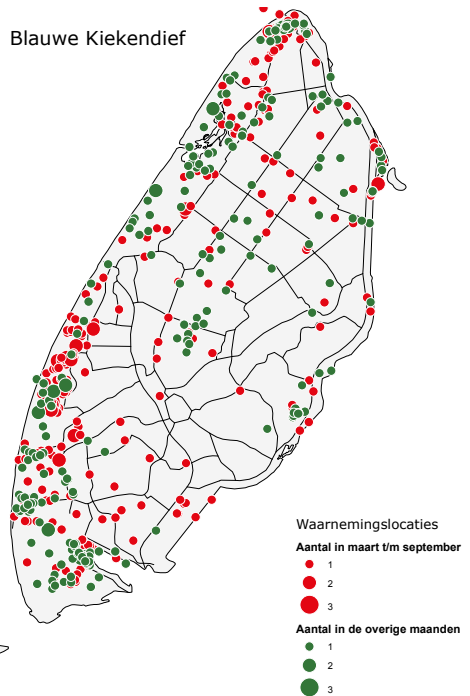 Blauwe Kiekendief
Waarnemingslocaties
Aantal in maart t/m september
1
2
3
Aantal in de overige maanden
1
2
3